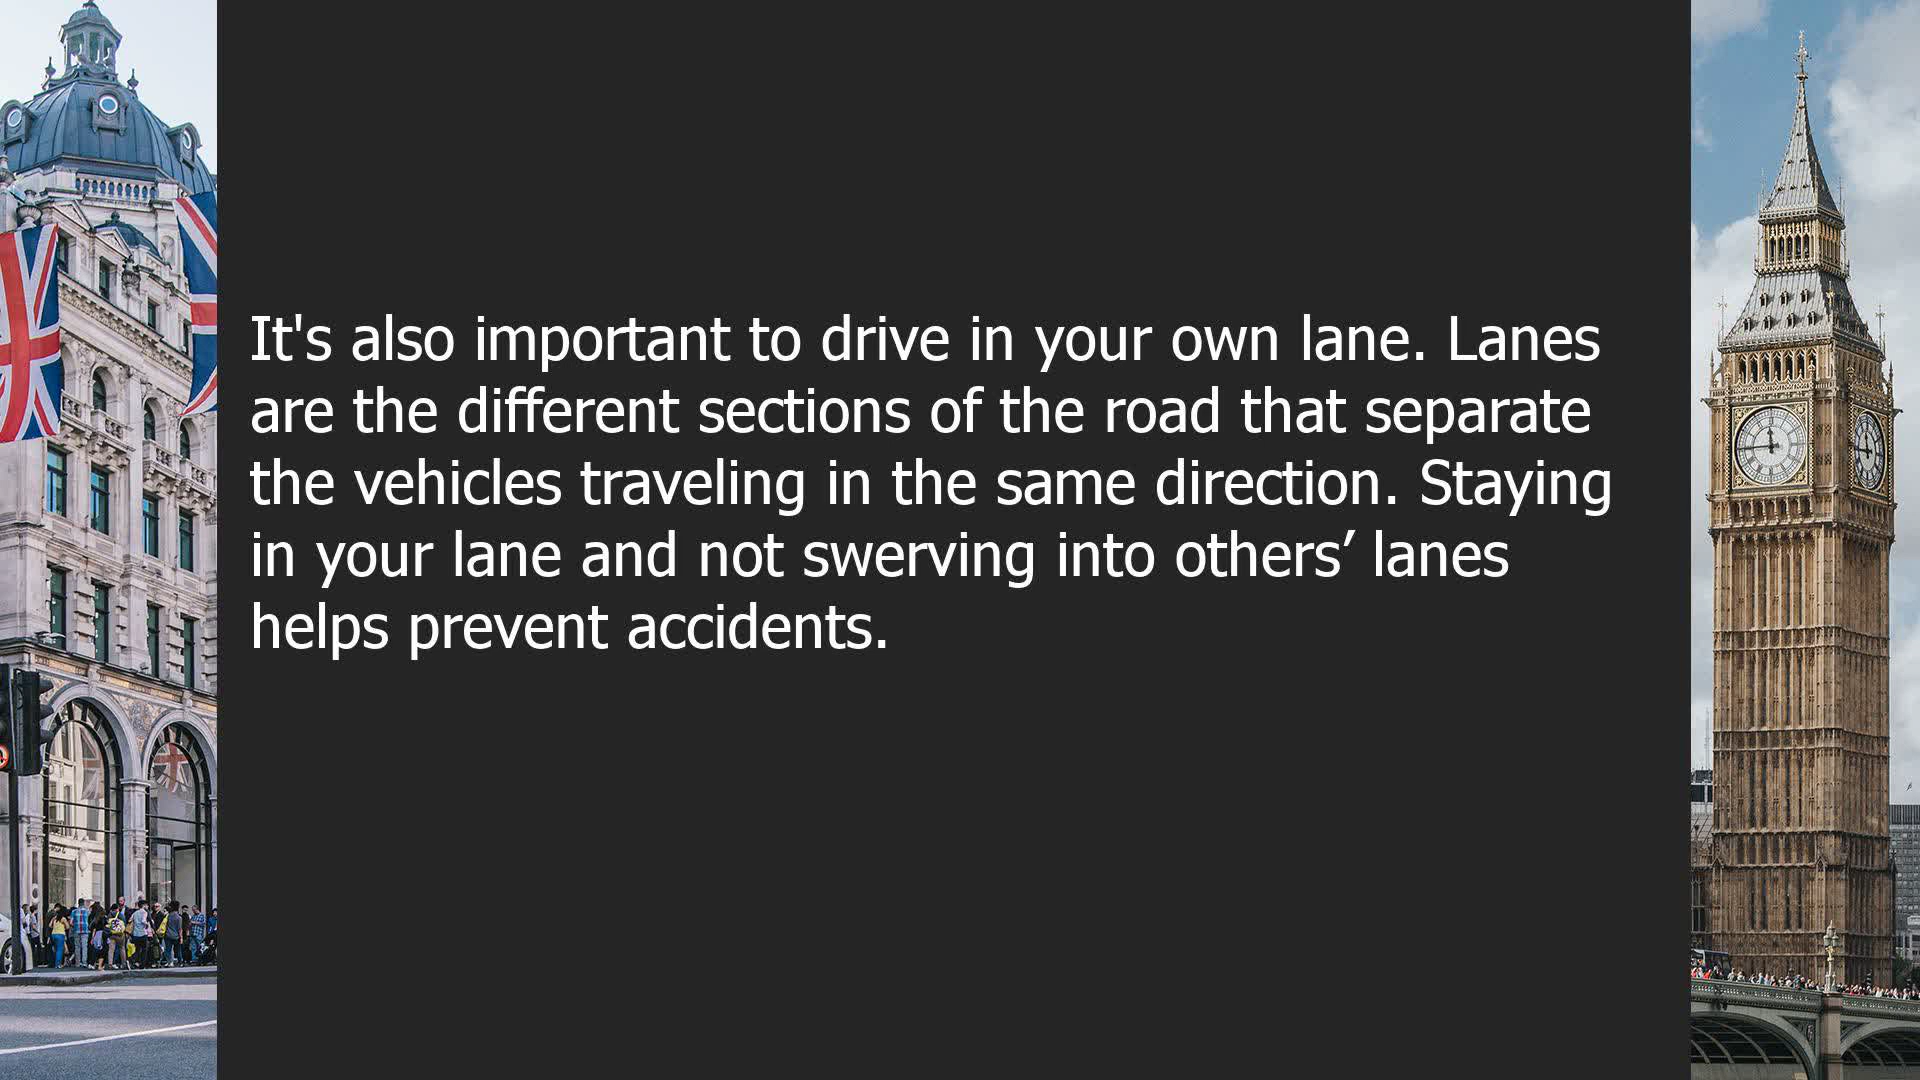 It's also important to drive in your own lane. Lanes
are the different sections of the road that separate
the vehicles traveling in the same direction. Staying
in your lane and not swerving into others’ lanes
helps prevent accidents.